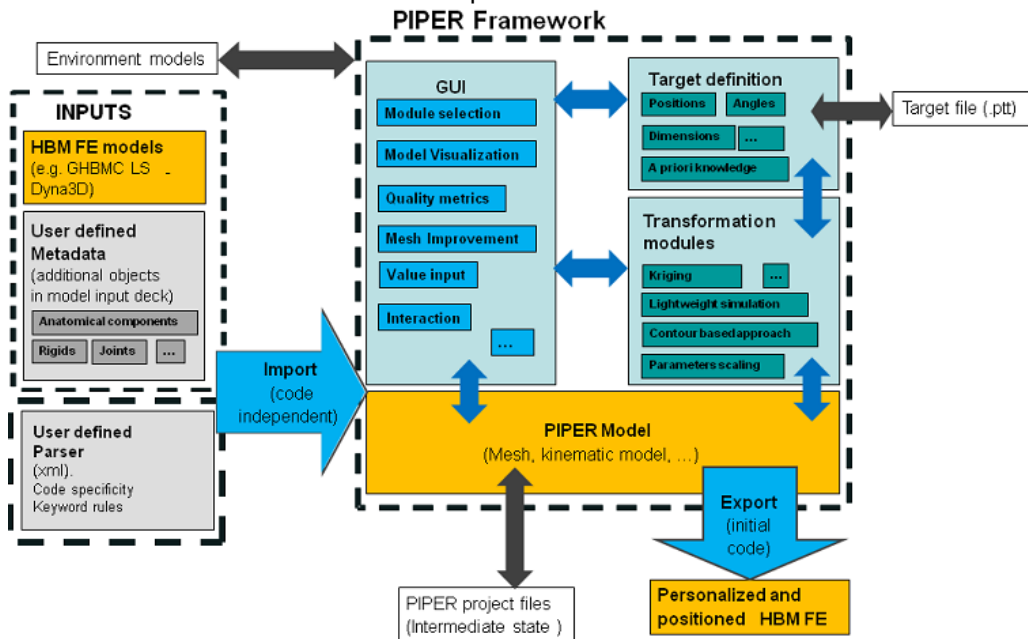 PIPER Framework
Environment models
INPUTS
HBM FE models
(e.g. GHBMC LS -
Dyna3D)
User defined
Metadata
(additional objects
in model input deck)
Anatomical components
Rigids
Joints
...
User defined
Parser
(xml).
Code specificity
Keyword rules
Import
(code
independent)
GUI
Module selection
Model Visualization
Quality metrics
Mesh Improvement
Value input
Interaction
...
Target definition
Positions
Angles
Dimensions
...
A priori knowledge
Target file (.ptt)
Transformation
modules
Kriging
...
Lightweight simulation
Contour based approach
Parameters scaling
PIPER Model
(Mesh, kinematic model, ...)
Export
(initial
code)
PIPER project files
(Intermediate state )
Personalized and
positioned HBM FE